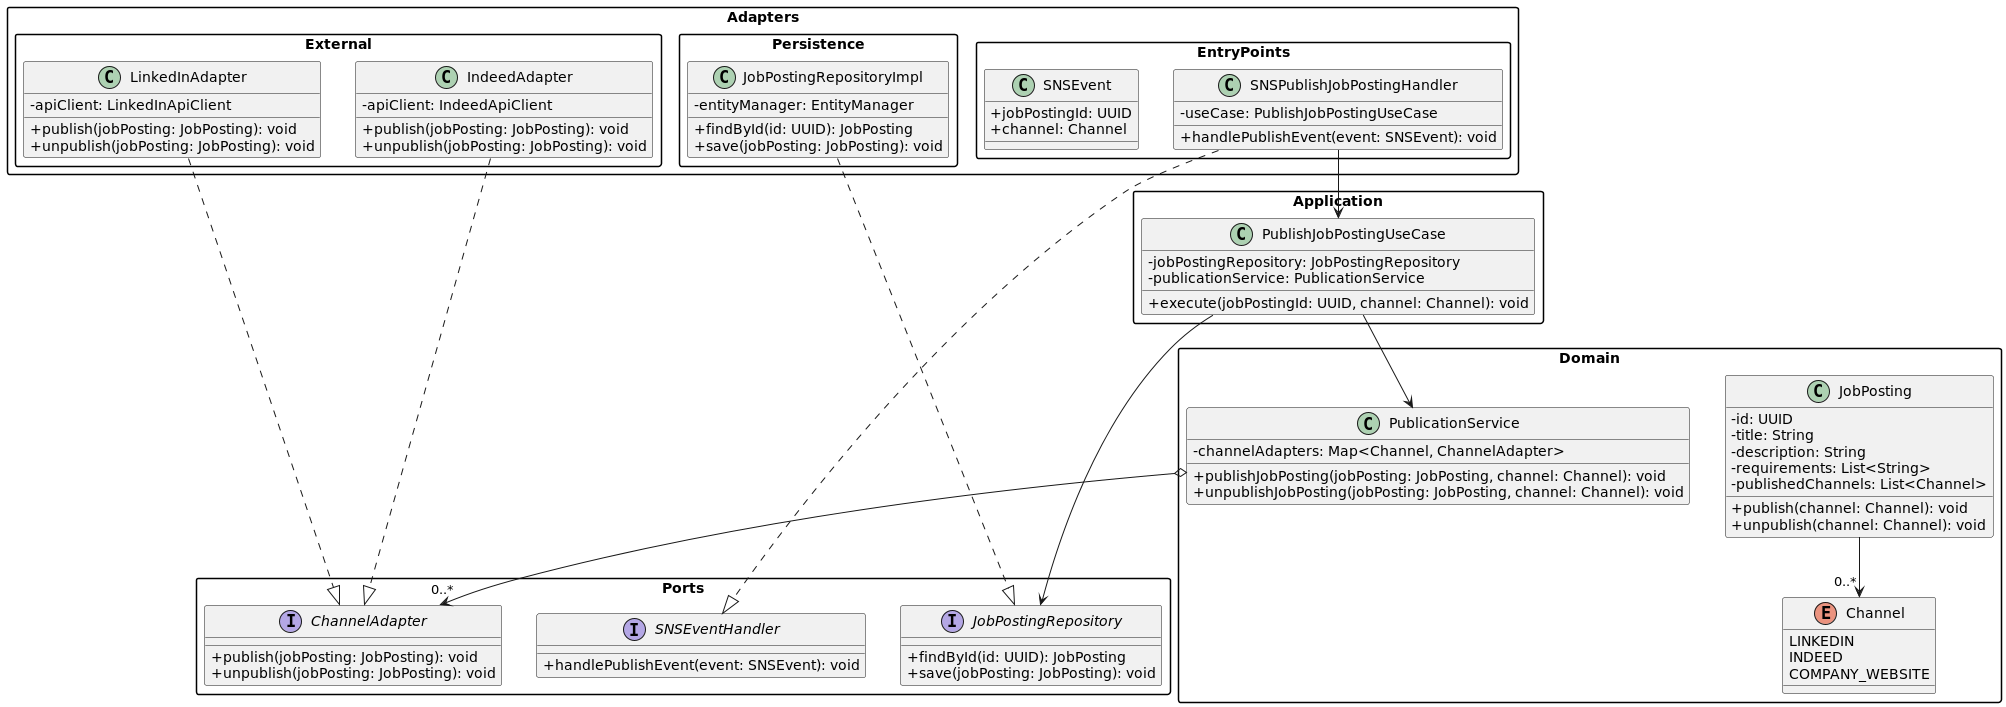 Adapters
External
C LinkedInAdapter
-apiClient: LinkedInApiClient
+publish(jobPosting: JobPosting): void
+unpublish(jobPosting: JobPosting): void
C IndeedAdapter
-apiClient: IndeedApiClient
+publish(jobPosting: JobPosting): void
+unpublish(jobPosting: JobPosting): void
Persistence
C JobPostingRepositoryImpl
-entityManager: EntityManager
+findById(id: UUID): JobPosting
+save(jobPosting: JobPosting): void
EntryPoints
C SNSEvent
+jobPostingId: UUID
+channel: Channel
C SNSPublishJobPostingHandler
-useCase: PublishJobPostingUseCase
+handlePublishEvent(event: SNSEvent): void
Application
C PublishJobPostingUseCase
-jobPostingRepository: JobPostingRepository
-publicationService: PublicationService
+execute(jobPostingId: UUID, channel: Channel): void
Domain
C PublicationService
-channelAdapters: Map<Channel, ChannelAdapter>
+publishJobPosting(jobPosting: JobPosting, channel: Channel): void
+unpublishJobPosting(jobPosting: JobPosting, channel: Channel): void
C JobPosting
-id: UUID
-title: String
-description: String
-requirements: List<String>
-publishedChannels: List<Channel>
+publish(channel: Channel): void
+unpublish(channel: Channel): void
0..*
E Channel
LINKEDIN
INDEED
COMPANY_WEBSITE
Ports
0..*
I ChannelAdapter
+publish(jobPosting: JobPosting): void
+unpublish(jobPosting: JobPosting): void
I SNSEventHandler
+handlePublishEvent(event: SNSEvent): void
I JobPostingRepository
+findById(id: UUID): JobPosting
+save(jobPosting: JobPosting): void